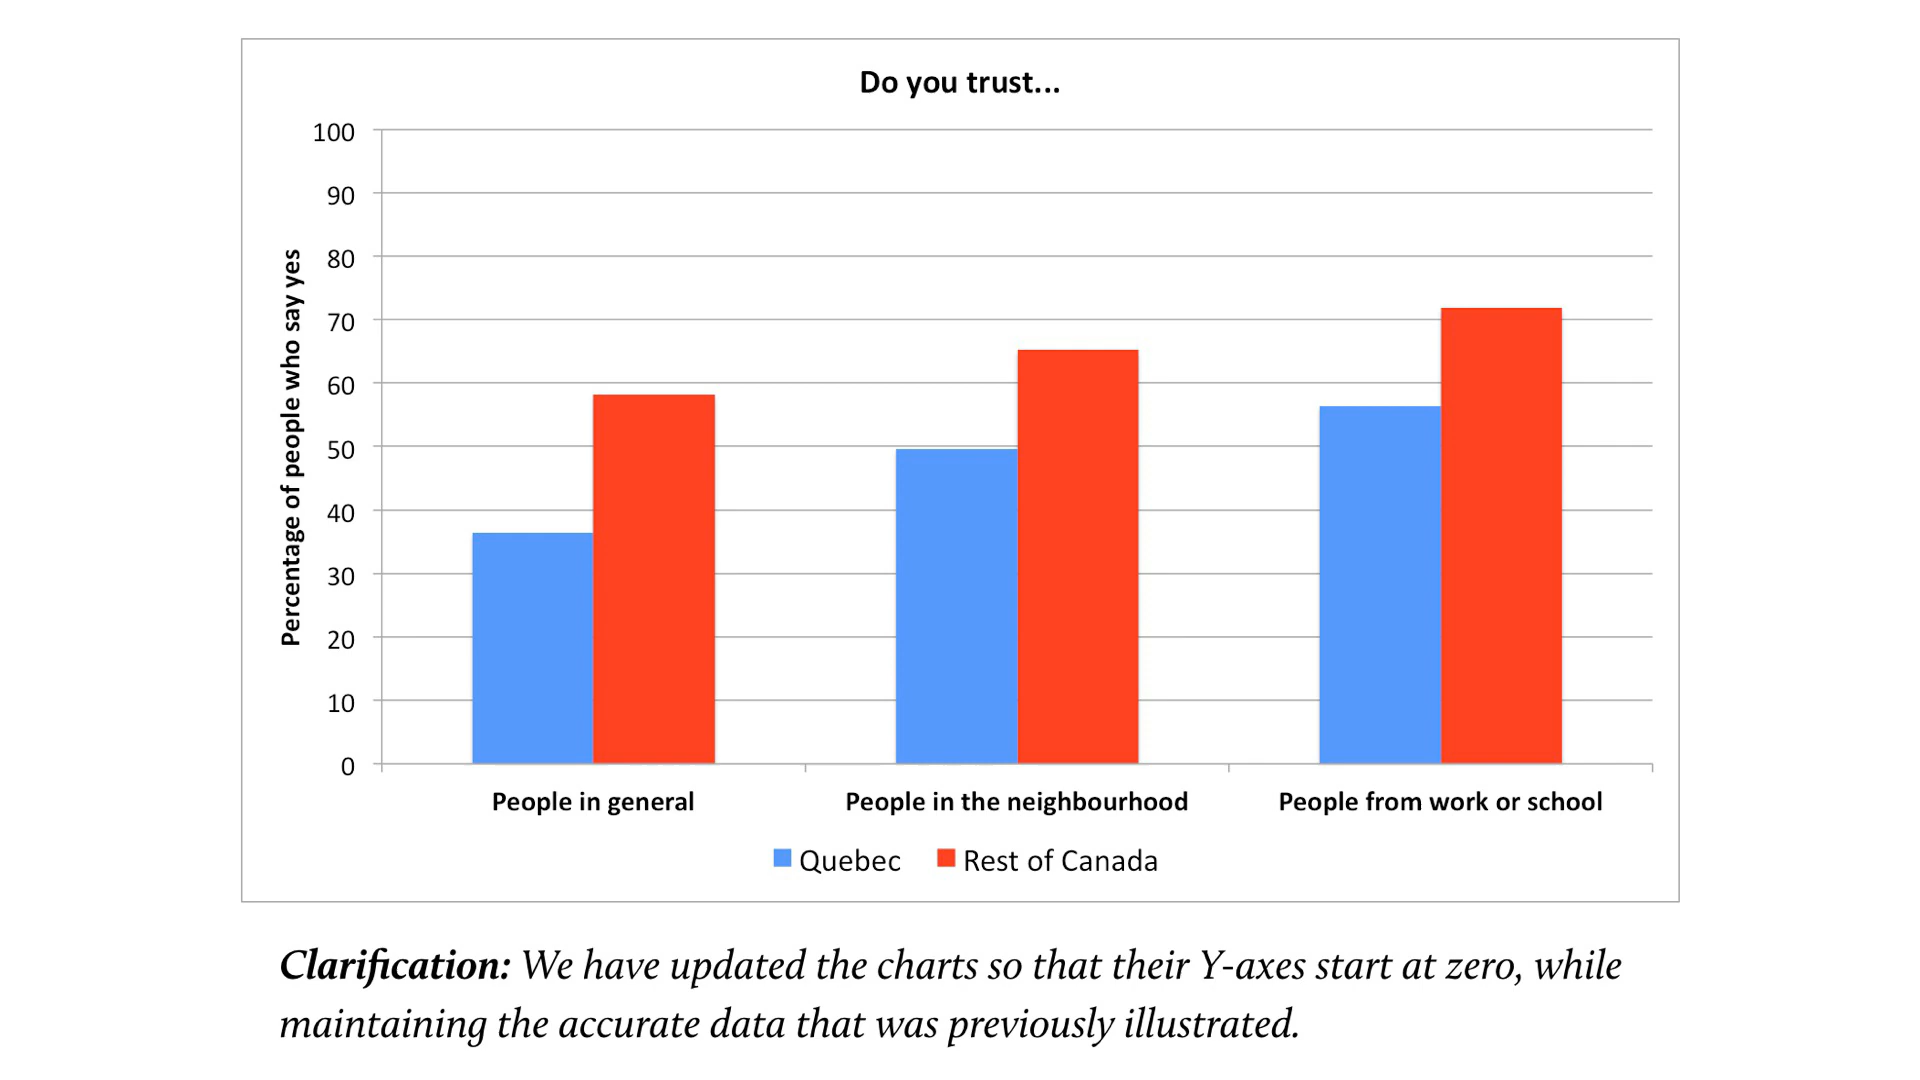 Do you trust...
Percentage of people who say yes
100
90
80
70
60
50
40
30
20
10
0
People in general
People in the neighbourhood
People from work or school
Quebec
Rest of Canada
Clarification: We have updated the charts so that their Y-axes start at zero, while
maintaining the accurate data that was previously illustrated.